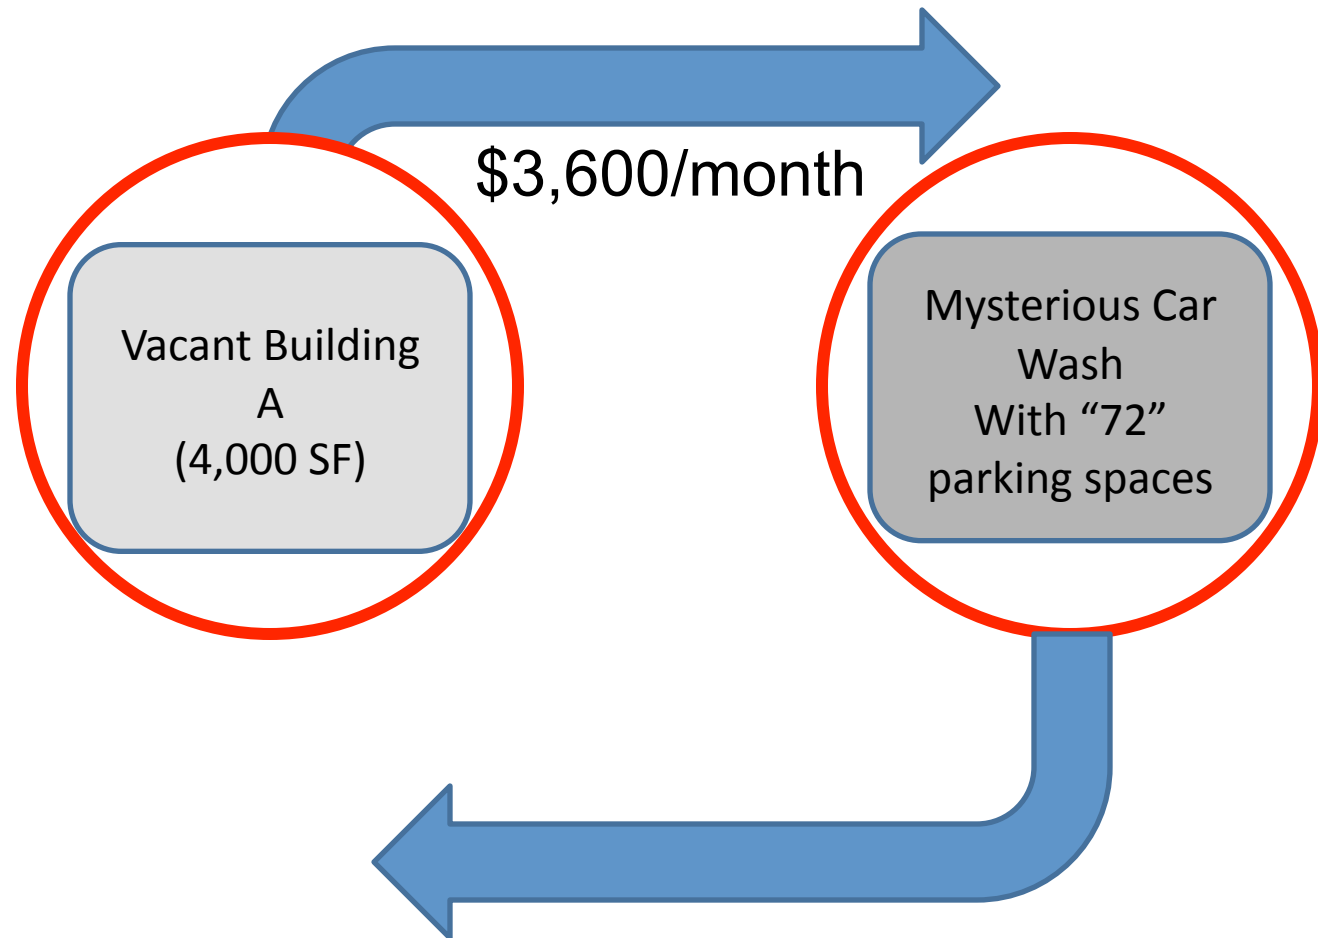 $3,600/month
Vacant Building
A
(4,000 SF)
Mysterious Car
Wash
With “72”
parking spaces